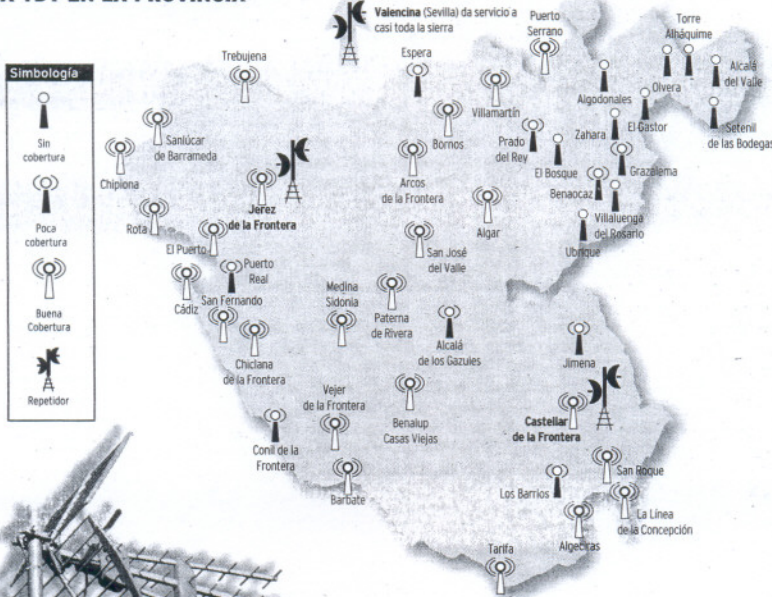 TDT EN LA PROVINCIA
Valencina (Sevilla) da servicio a
casi toda la sierra
Simbología
Sin
cobertura
Poca
cobertura
Buena
Cobertura
Repetidor
Trebujena
Sanlúcar
de Barrameda
Chipiona
Rota
Jerez
de la Frontera
El Puerto
Puerto
Real
Cádiz
San Fernando
Chiclana
de la Frontera
Conil de la
Frontera
Vejer
de la Frontera
Barbate
Medina
Sidonia
Paterna
de Rivera
Benalup
Casas Viejas
Alcalá
de los Gazules
San José
del Valle
Arcos
de la Frontera
Espera
Bornos
Villamartín
Algar
Puerto
Serrano
Prado
del Rey
El Bosque
Algodonales
Zahara
El Gastor
Olvera
Torre
Alháquime
Alcalá
del Valle
Setenil
de las Bodegas
Grazalema
Benaocaz
Villaluenga
del Rosario
Ubrique
Jimena
Castellar
de la Frontera
San Roque
Los Barrios
La Línea
de la Concepción
Algeciras
Tarifa